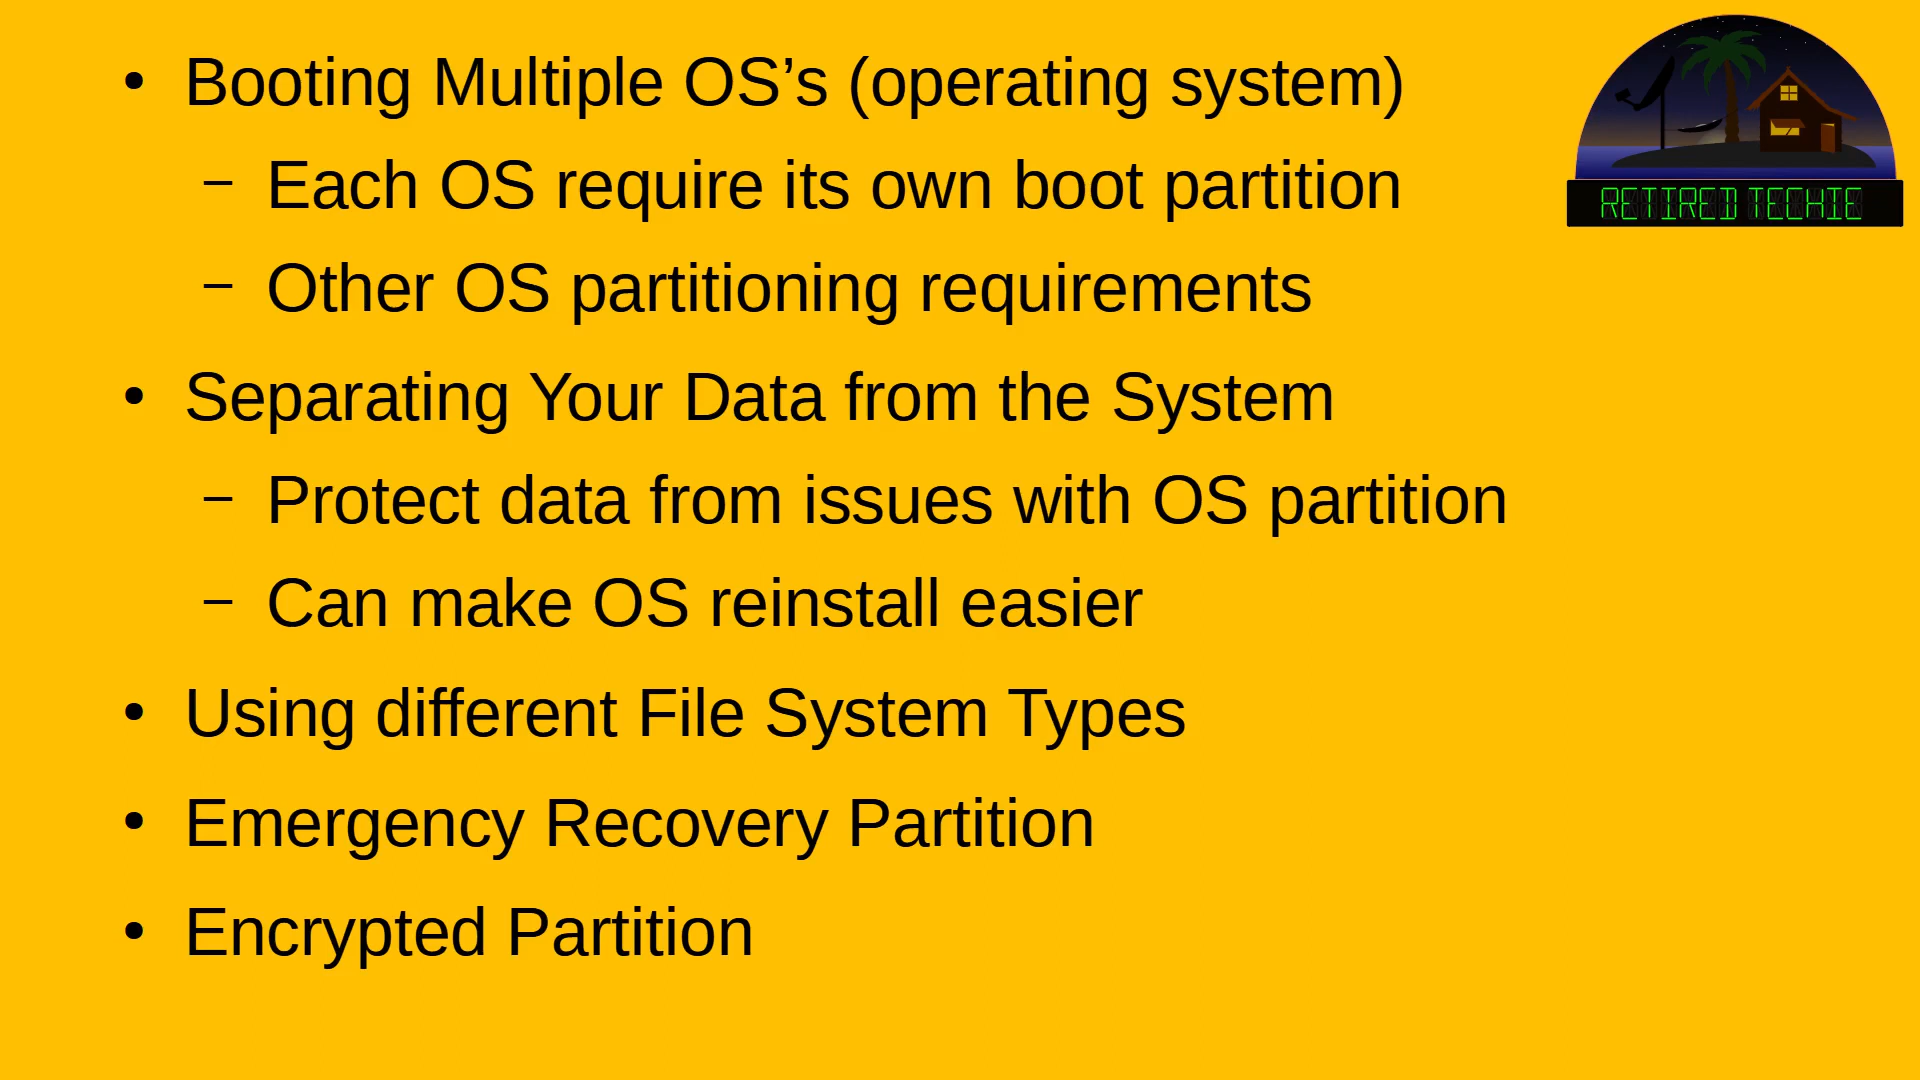 • Booting Multiple OS’s (operating system)
– Each OS require its own boot partition
– Other OS partitioning requirements
• Separating Your Data from the System
– Protect data from issues with OS partition
– Can make OS reinstall easier
• Using different File System Types
• Emergency Recovery Partition
• Encrypted Partition
RETIRED TECHIE